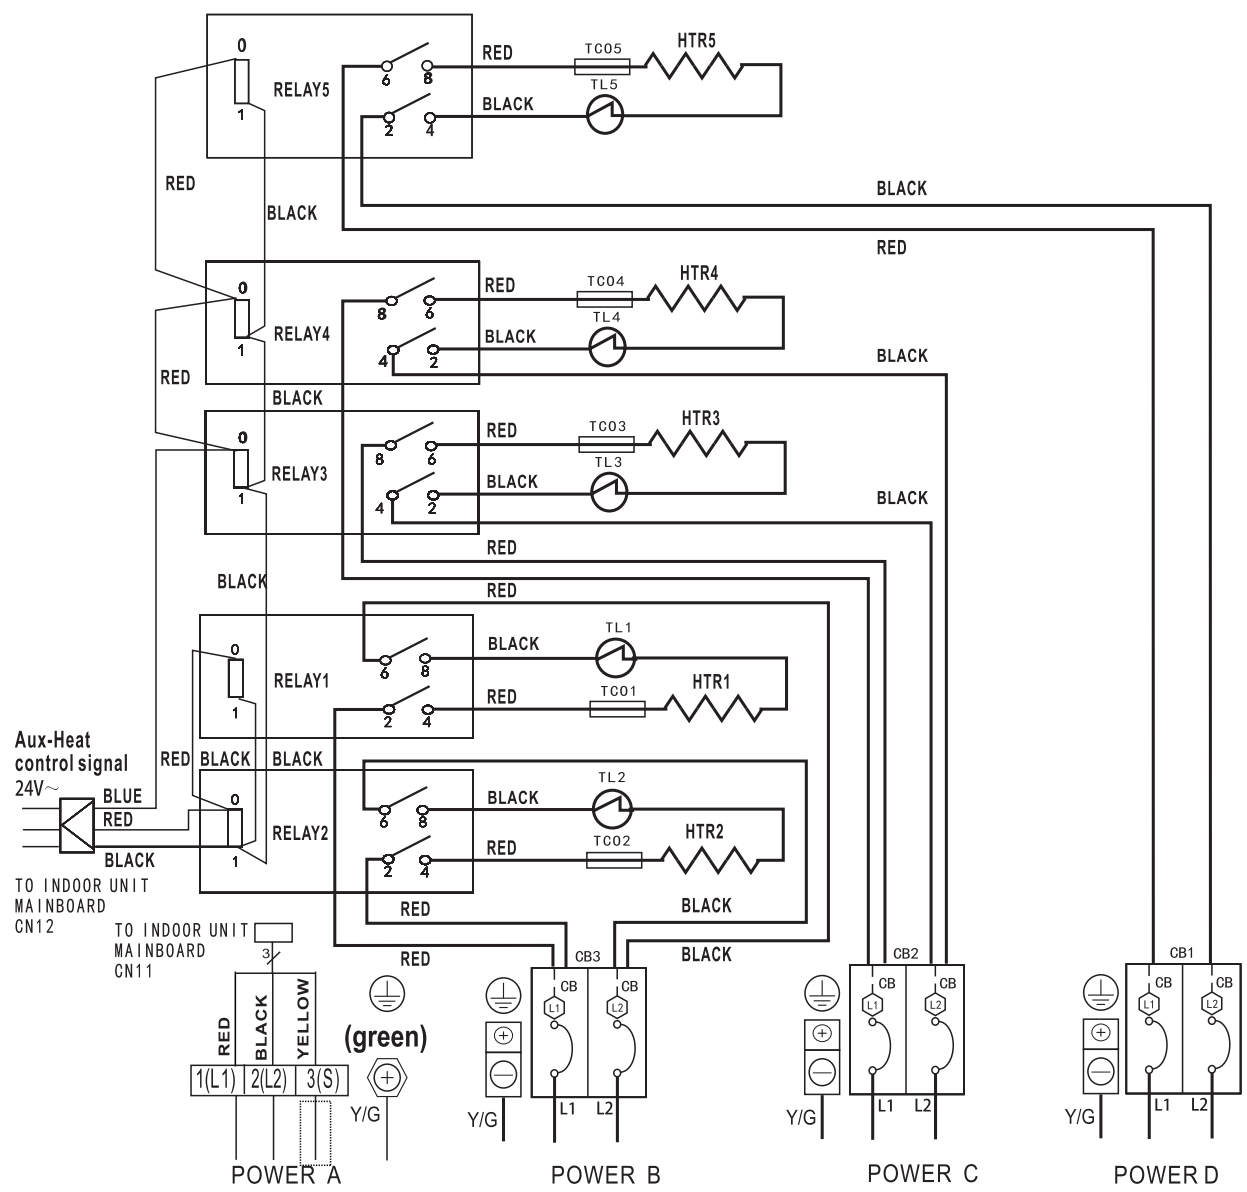 0
RELAY5
1
6
8
2
4
RED
TCO5
HTR5
BLACK
TL5
RED
BLACK
BLACK
RED
0
RELAY4
1
8
6
4
2
RED
TCO4
HTR4
BLACK
TL4
BLACK
RED
BLACK
0
RELAY3
1
8
6
4
2
RED
TCO3
HTR3
BLACK
TL3
BLACK
RED
BLACK
RED
0
RELAY1
1
6
8
2
4
BLACK
TL1
RED
TCO1
HTR1
Aux-Heat
control signal
24V~
RED BLACK BLACK
BLUE
RED
BLACK
0
RELAY2
1
6
8
2
4
BLACK
TL2
RED
TCO2
HTR2
TO INDOOR UNIT
MAINBOARD
CN12
TO INDOOR UNIT
MAINBOARD
CN11
3
RED
BLACK
RED
BLACK
RED
BLACK
YELLOW
1(L1) 2(L2) 3(S)
POWER A
(green)
Y/G
CB3
CB CB
L1 L2
Y/G
L1 L2
POWER B
CB2
CB CB
L1 L2
Y/G
L1 L2
POWER C
CB1
CB CB
L1 L2
Y/G
L1 L2
POWER D